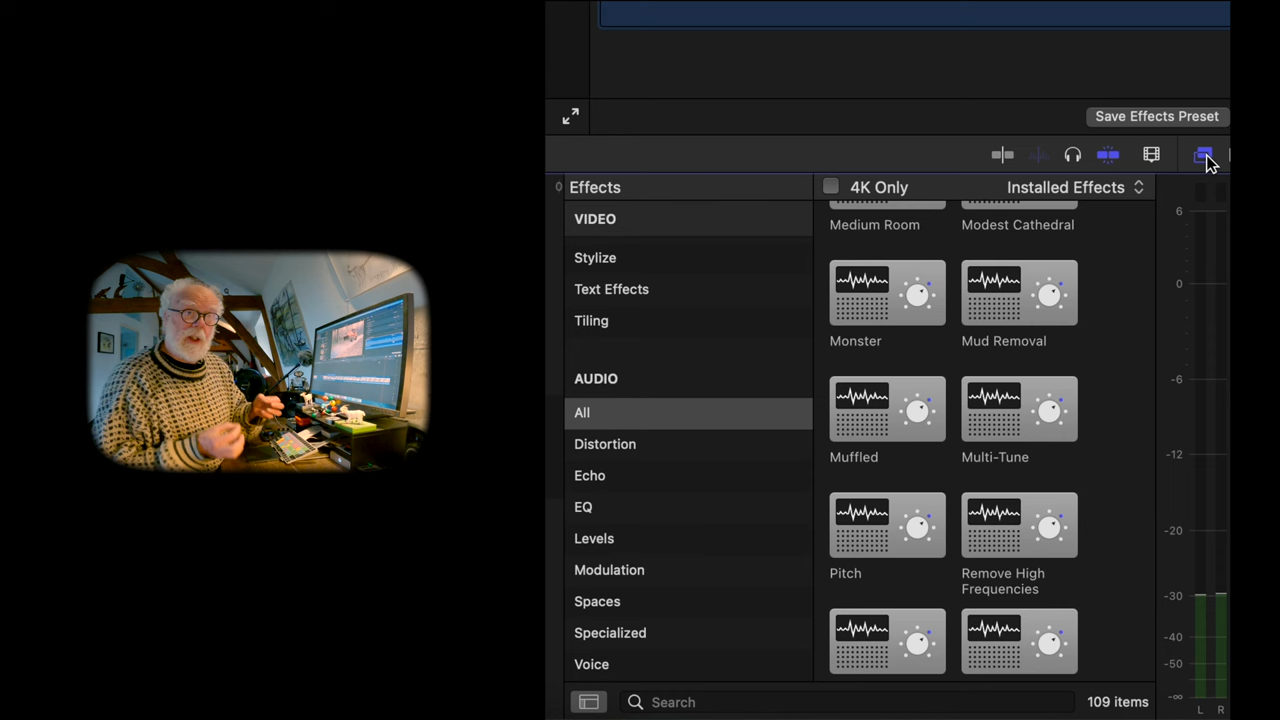 Save Effects Preset
0
Effects
4K Only
Installed Effects
VIDEO
Stylize
Text Effects
Tiling
AUDIO
All
Distortion
Echo
EQ
Levels
Modulation
Spaces
Specialized
Voice
Medium Room
Modest Cathedral
Monster
Mud Removal
Muffled
Multi-Tune
Pitch
Remove High
Frequencies
6
0
-6
-12
-20
-30
-40
-50
-∞
L R
Search
109 items